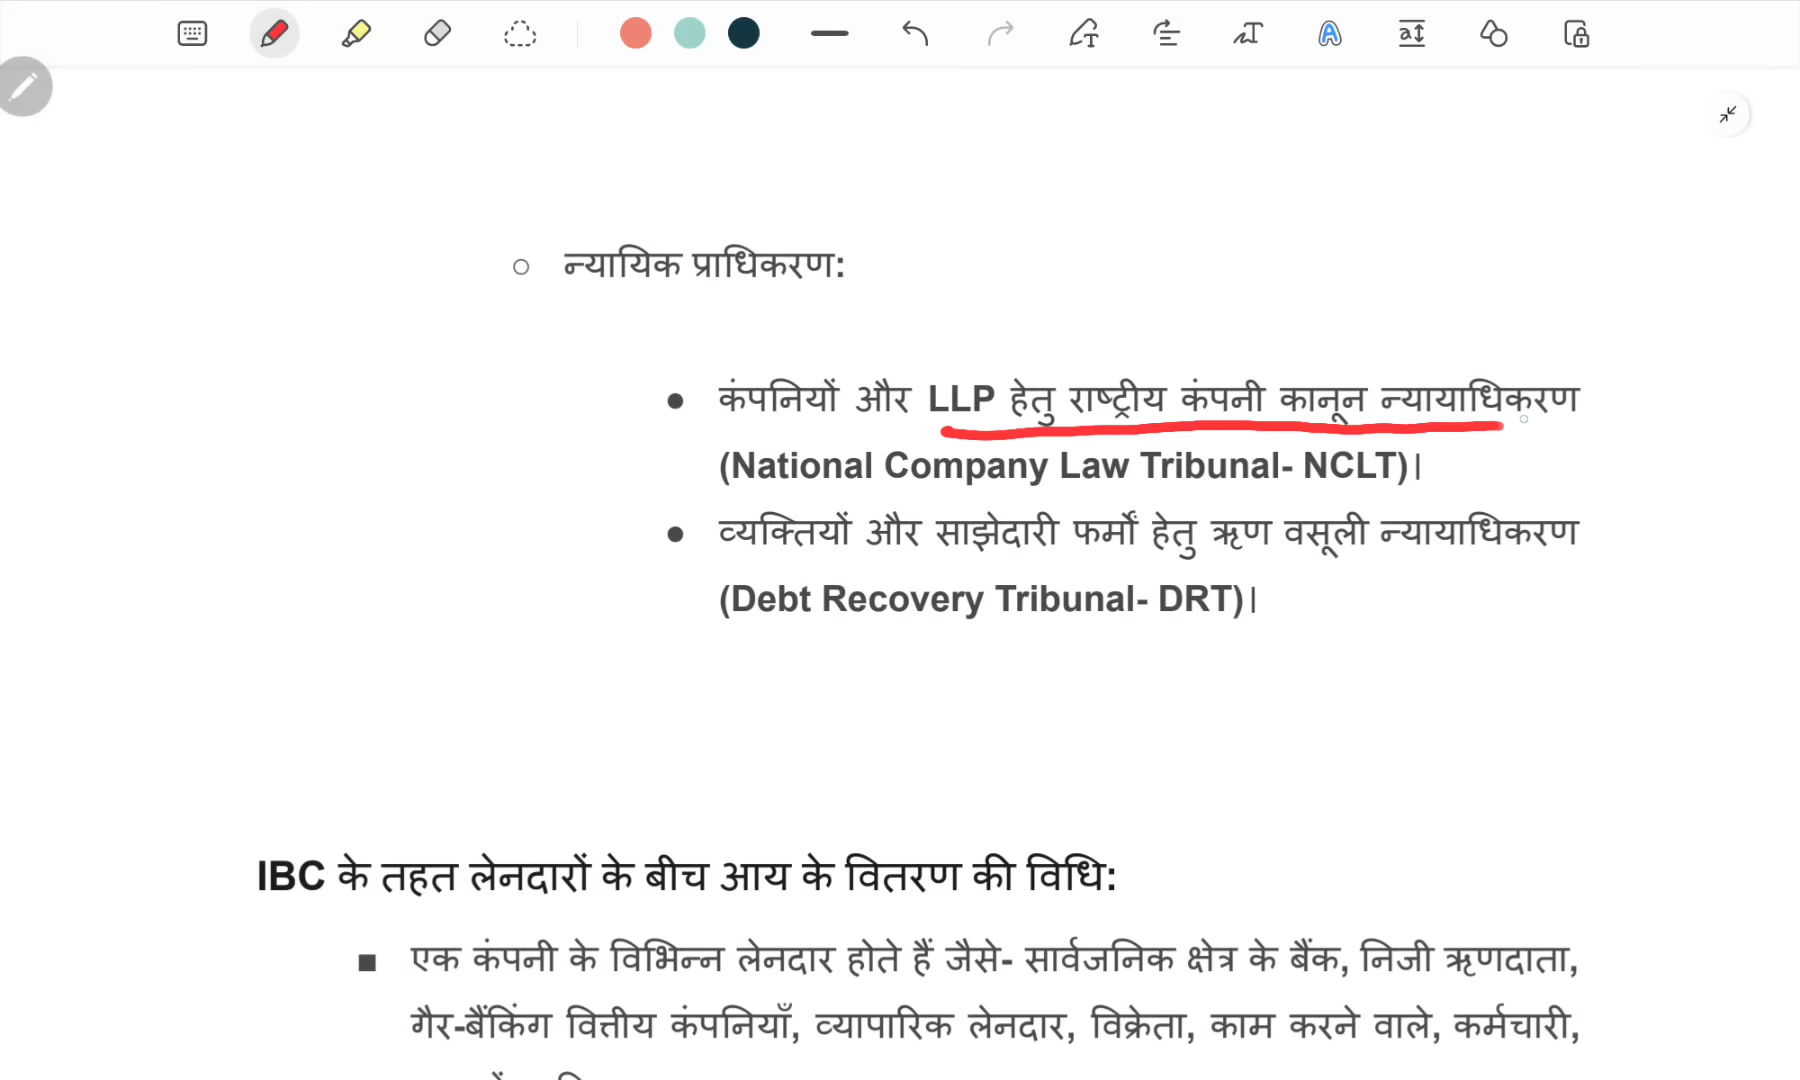 न्यायिक प्राधिकरण:
कंपनियों और LLP हेतु राष्ट्रीय कंपनी कानून न्यायाधिकरण
(National Company Law Tribunal- NCLT)।
व्यक्तियों और साझेदारी फर्मों हेतु ऋण वसूली न्यायाधिकरण
(Debt Recovery Tribunal- DRT)।
IBC के तहत लेनदारों के बीच आय के वितरण की विधि:
एक कंपनी के विभिन्न लेनदार होते हैं जैसे- सार्वजनिक क्षेत्र के बैंक, निजी ऋणदाता,
गैर-बैंकिंग वित्तीय कंपनियाँ, व्यापारिक लेनदार, विक्रेता, काम करने वाले, कर्मचारी,